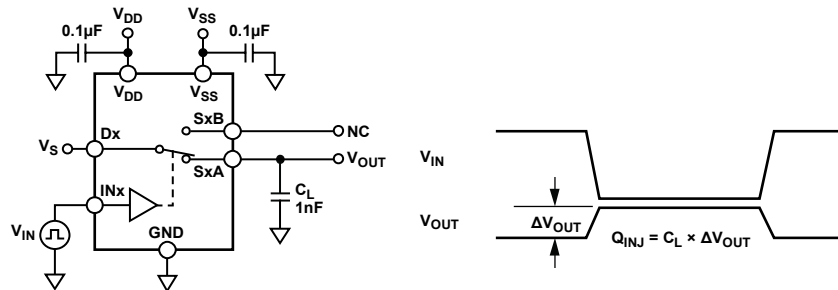 VDD
VSS
0.1µF
0.1µF
VDD
VSS
SxB
NC
VS
Dx
SxA
VOUT
INx
CL
1nF
VIN
GND
VIN
VOUT
ΔVOUT
QINJ = CL × ΔVOUT